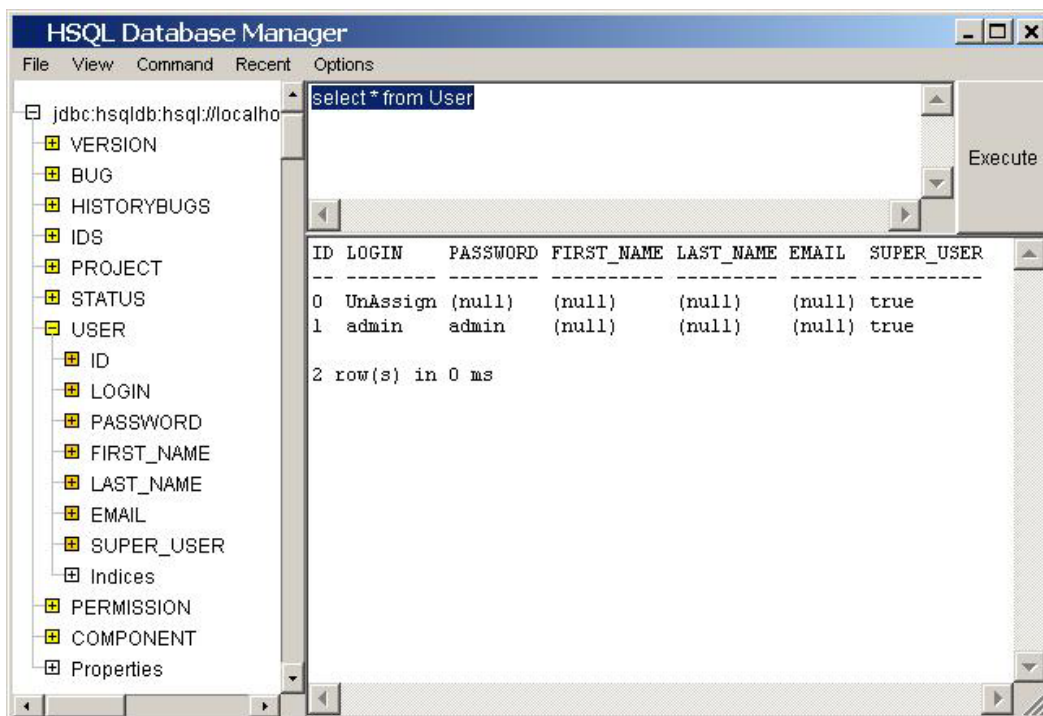 HSQL Database Manager
File View Command Recent Options
jdbc:hsqldb:hsql://localho
VERSION
BUG
HISTORYBUGS
IDS
PROJECT
STATUS
USER
ID
LOGIN
PASSWORD
FIRST_NAME
LAST_NAME
EMAIL
SUPER_USER
Indices
PERMISSION
COMPONENT
Properties
select * from User
Execute
ID LOGIN PASSWORD FIRST_NAME LAST_NAME EMAIL SUPER_USER
-- -------- -------- ---------- --------- ------ ----------
0 UnAssign (null) (null) (null) (null) true
1 admin admin (null) (null) (null) true
2 row(s) in 0 ms